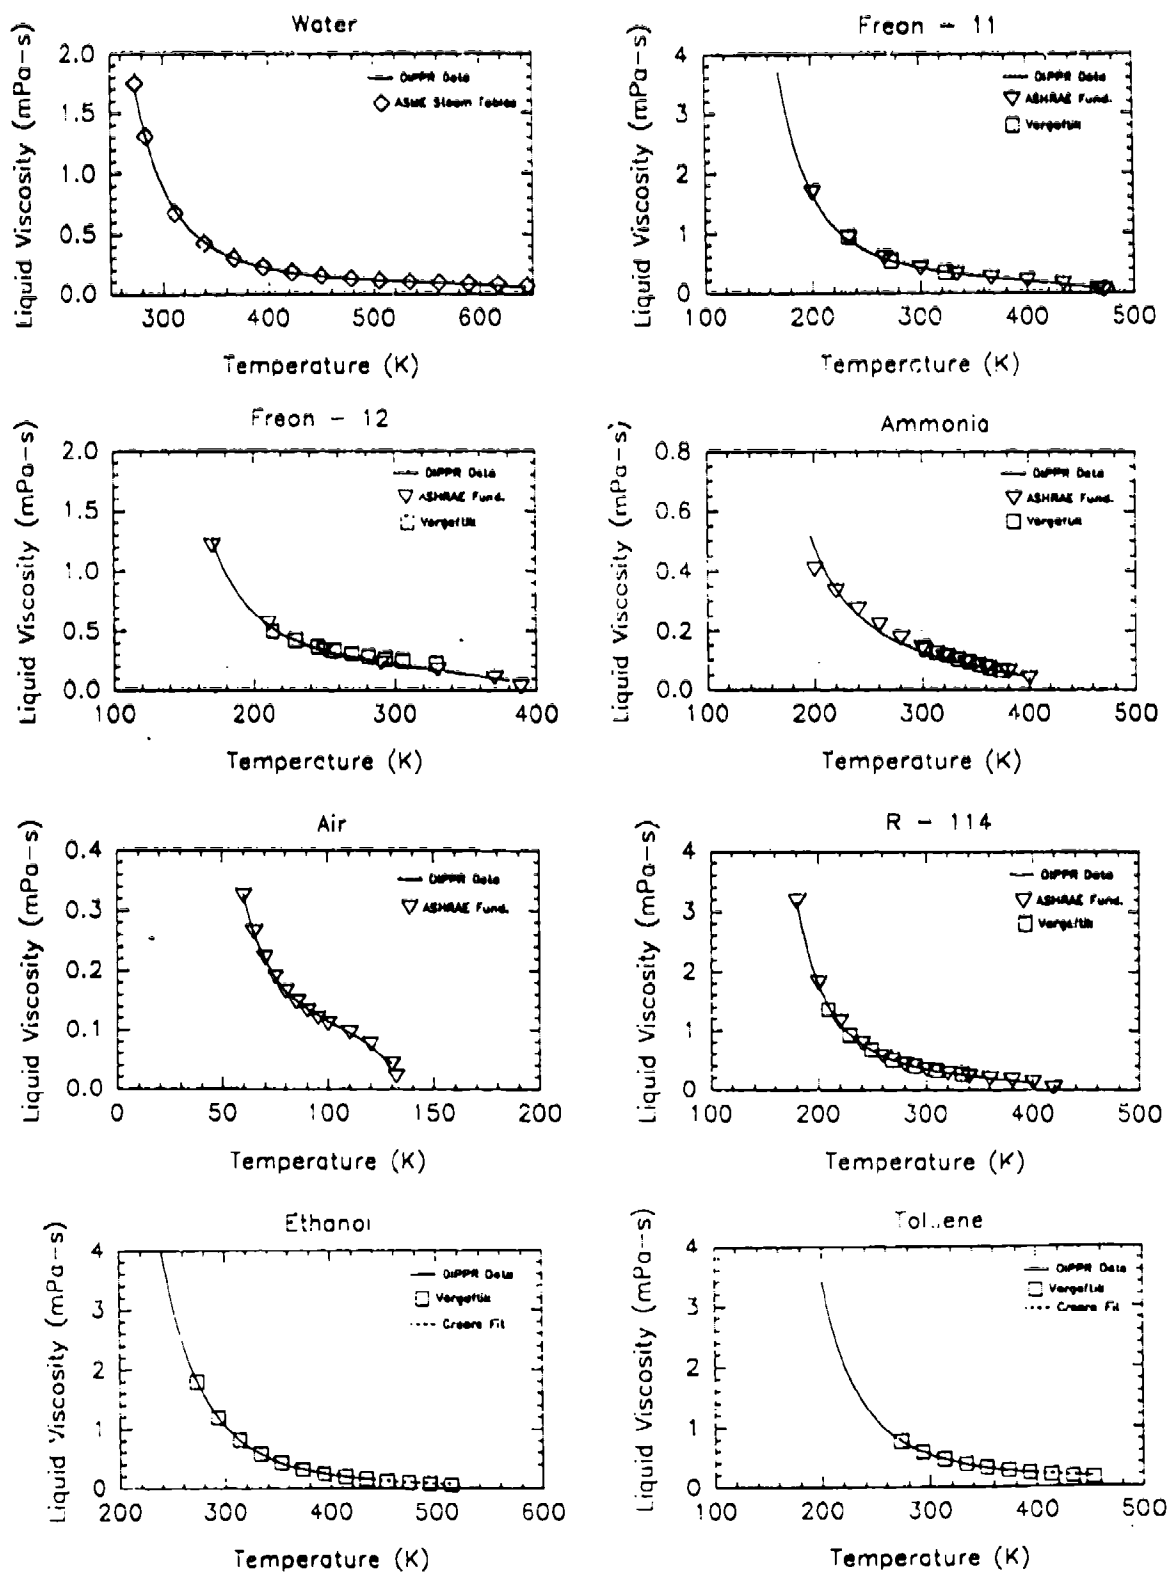 Water
2.0
1.5
1.0
0.5
0.0
300 400 500 600
Liquid Viscosity (mPa-s)
Temperature (K)
DIPPR Data
ASME Steam Tables
Freon - 11
4
3
2
1
0
100 200 300 400 500
Liquid Viscosity (mPa-s)
Temperature (K)
DIPPR Data
ASHRAE Fund.
Vargaftik
Freon - 12
2.0
1.5
1.0
0.5
0.0
100 200 300 400
Liquid Viscosity (mPa-s)
Temperature (K)
DIPPR Data
ASHRAE Fund.
Vargaftik
Ammonia
0.8
0.6
0.4
0.2
0.0
100 200 300 400 500
Liquid Viscosity (mPa-s)
Temperature (K)
DIPPR Data
ASHRAE Fund.
Vargaftik
Air
0.4
0.3
0.2
0.1
0.0
0 50 100 150 200
Liquid Viscosity (mPa-s)
Temperature (K)
DIPPR Data
ASHRAE Fund.
R - 114
4
3
2
1
0
100 200 300 400 500
Liquid Viscosity (mPa-s)
Temperature (K)
DIPPR Data
ASHRAE Fund.
Vargaftik
Ethanol
4
3
2
1
0
200 300 400 500 600
Liquid Viscosity (mPa-s)
Temperature (K)
DIPPR Data
Vargaftik
Creare Fit
Toluene
4
3
2
1
0
100 200 300 400 500
Liquid Viscosity (mPa-s)
Temperature (K)
DIPPR Data
Vargaftik
Creare Fit